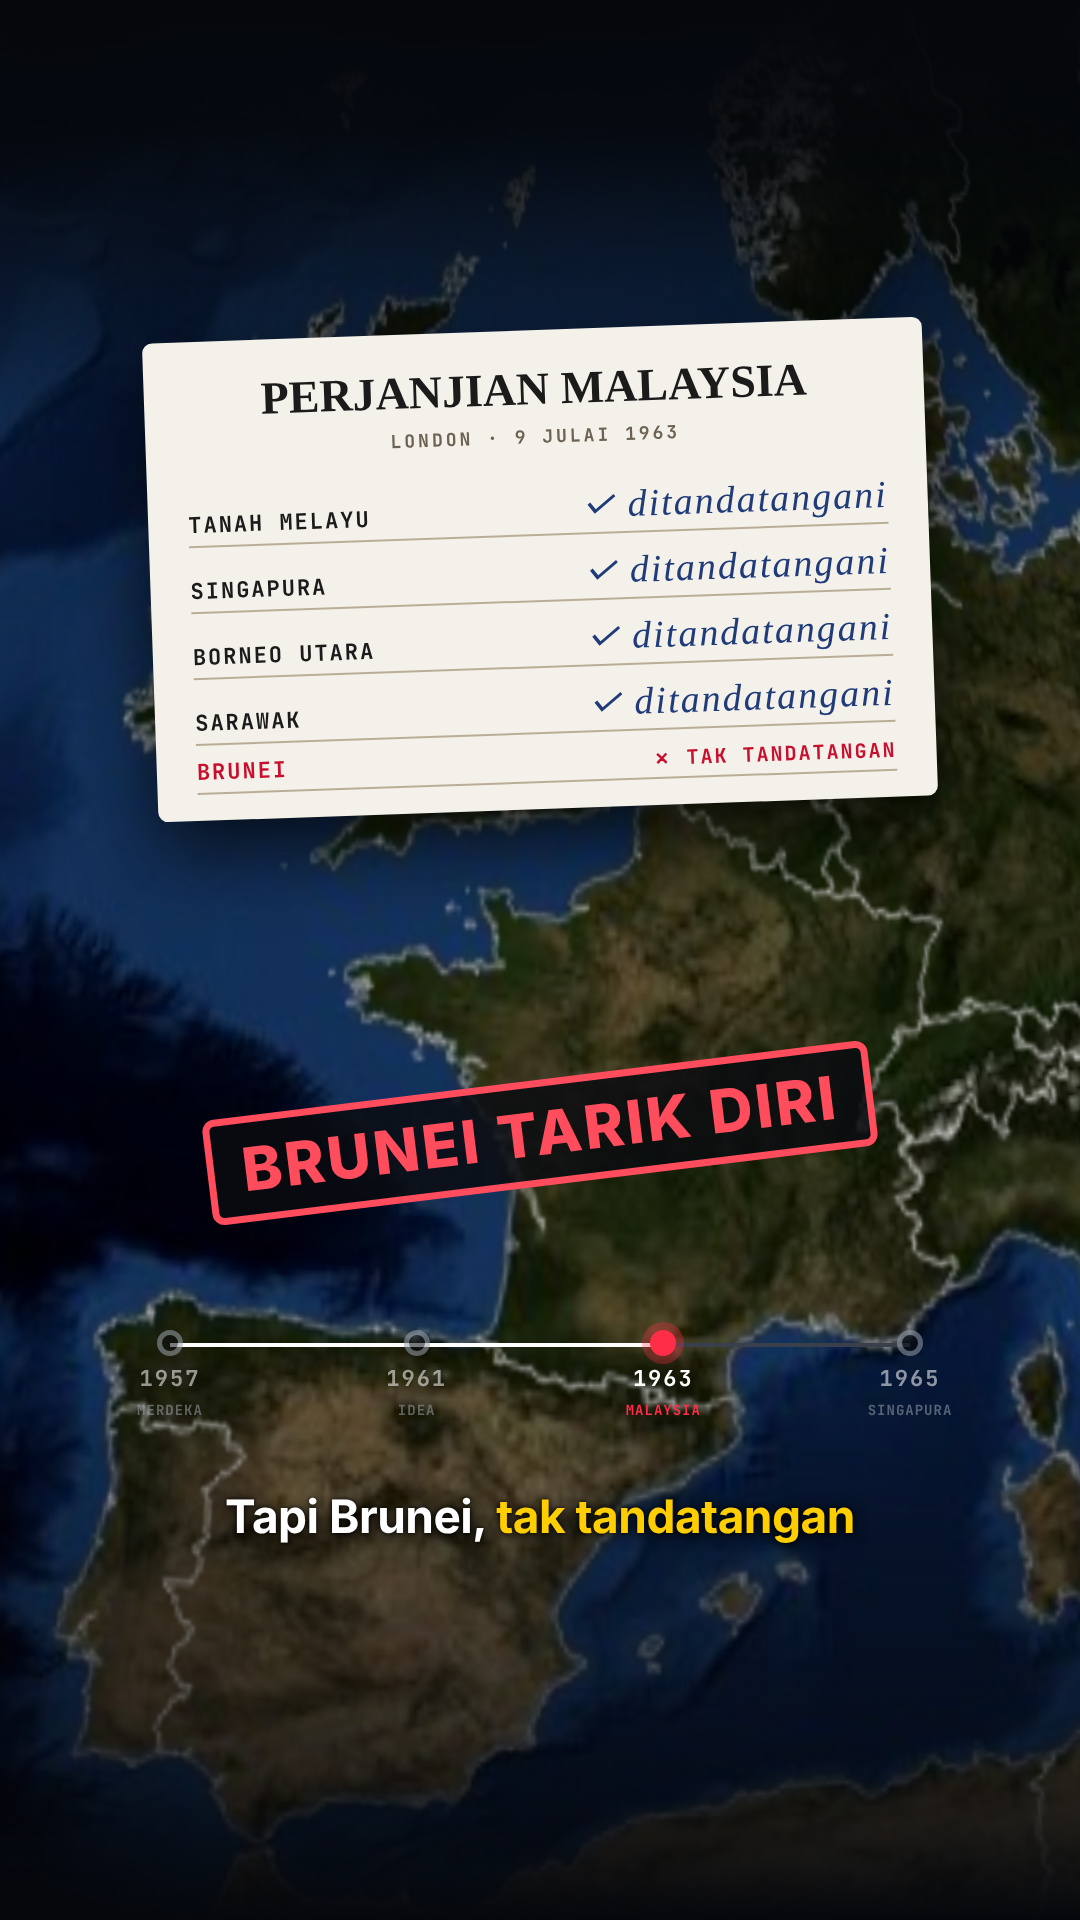 PERJANJIAN MALAYSIA
LONDON · 9 JULAI 1963
TANAH MELAYU ✓ ditandatangani
SINGAPURA ✓ ditandatangani
BORNEO UTARA ✓ ditandatangani
SARAWAK ✓ ditandatangani
BRUNEI × TAK TANDATANGAN
BRUNEI TARIK DIRI
1957 1961 1963 1965
MERDEKA IDEA MALAYSIA SINGAPURA
Tapi Brunei, tak tandatangan